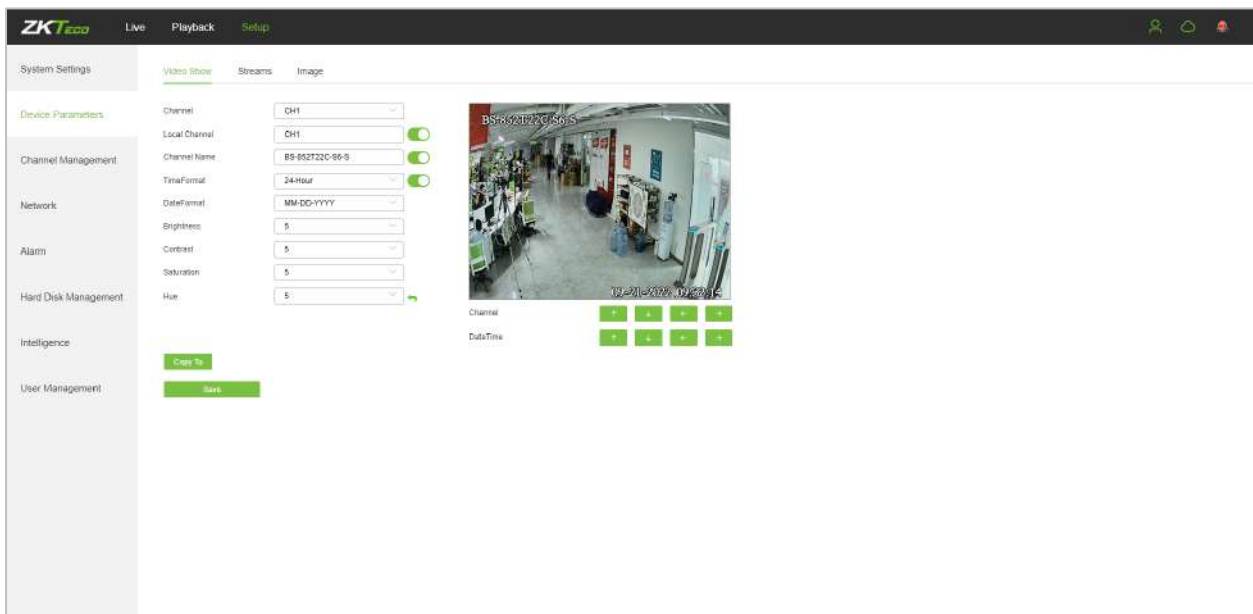 ZKTeco Live Playback Setup
System Settings
Device Parameters
Channel Management
Network
Alarm
Hard Disk Management
Intelligence
User Management
Video Show Streams Image
Channel CH1
Local Channel CH1
Channel Name BS-852T22C-S6-S
TimeFormat 24-Hour
DateFormat MM-DD-YYYY
Brightness 5
Contrast 5
Saturation 5
Hue 5
Copy To
Save
BS-852T22C-S6-S
Channel
DataTime